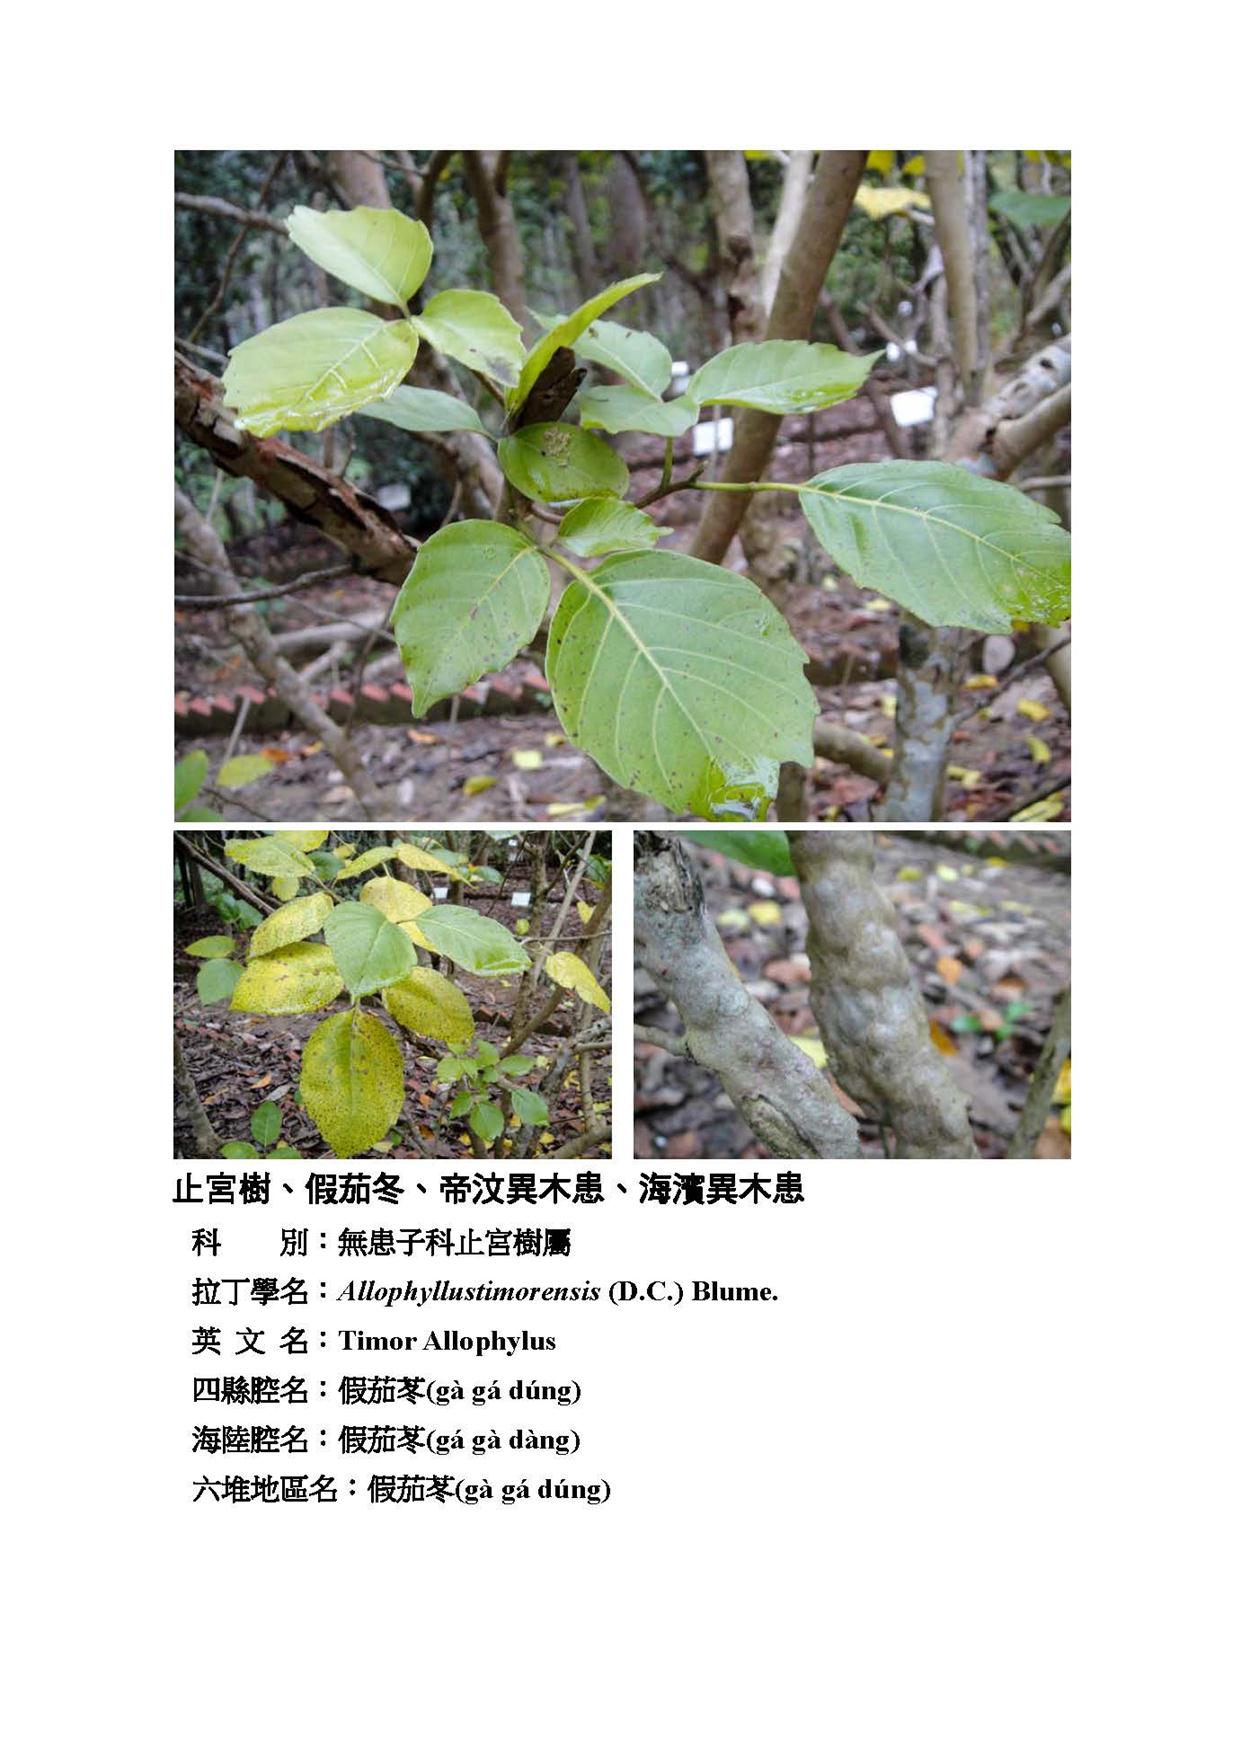 止宮樹、假茄冬、帝汶異木患、海濱異木患
科　　別：無患子科止宮樹屬
拉丁學名：Allophyllustimorensis (D.C.) Blume.
英 文 名：Timor Allophylus
四縣腔名：假茄苳(gà gá dúng)
海陸腔名：假茄苳(gá gà dàng)
六堆地區名：假茄苳(gà gá dúng)